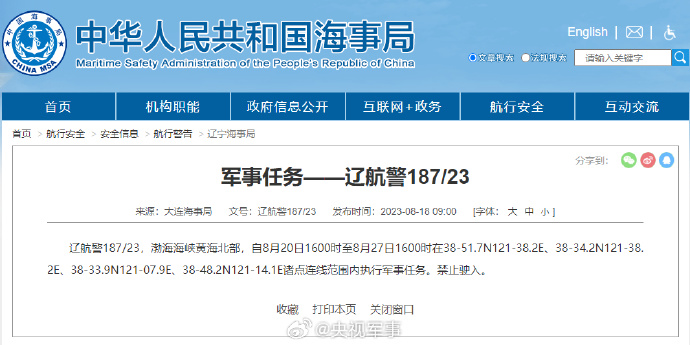 中华人民共和国海事局
Maritime Safety Administration of the People's Republic of China
CHINA MSA
English
文章搜索 法规搜索 请输入关键字
首页 机构职能 政府信息公开 互联网+政务 航行安全 互动交流
首页 > 航行安全 > 安全信息 > 航行警告 > 辽宁海事局
分享到:
军事任务——辽航警187/23
来源：大连海事局 文号：辽航警187/23 发布时间：2023-08-18 09:00 [字体： 大 中 小 ]
辽航警187/23，渤海海峡黄海北部，自8月20日1600时至8月27日1600时在38-51.7N121-38.2E、38-34.2N121-38.
2E、38-33.9N121-07.9E、38-48.2N121-14.1E诸点连线范围内执行军事任务。禁止驶入。
收藏 打印本页 关闭窗口
@央视军事